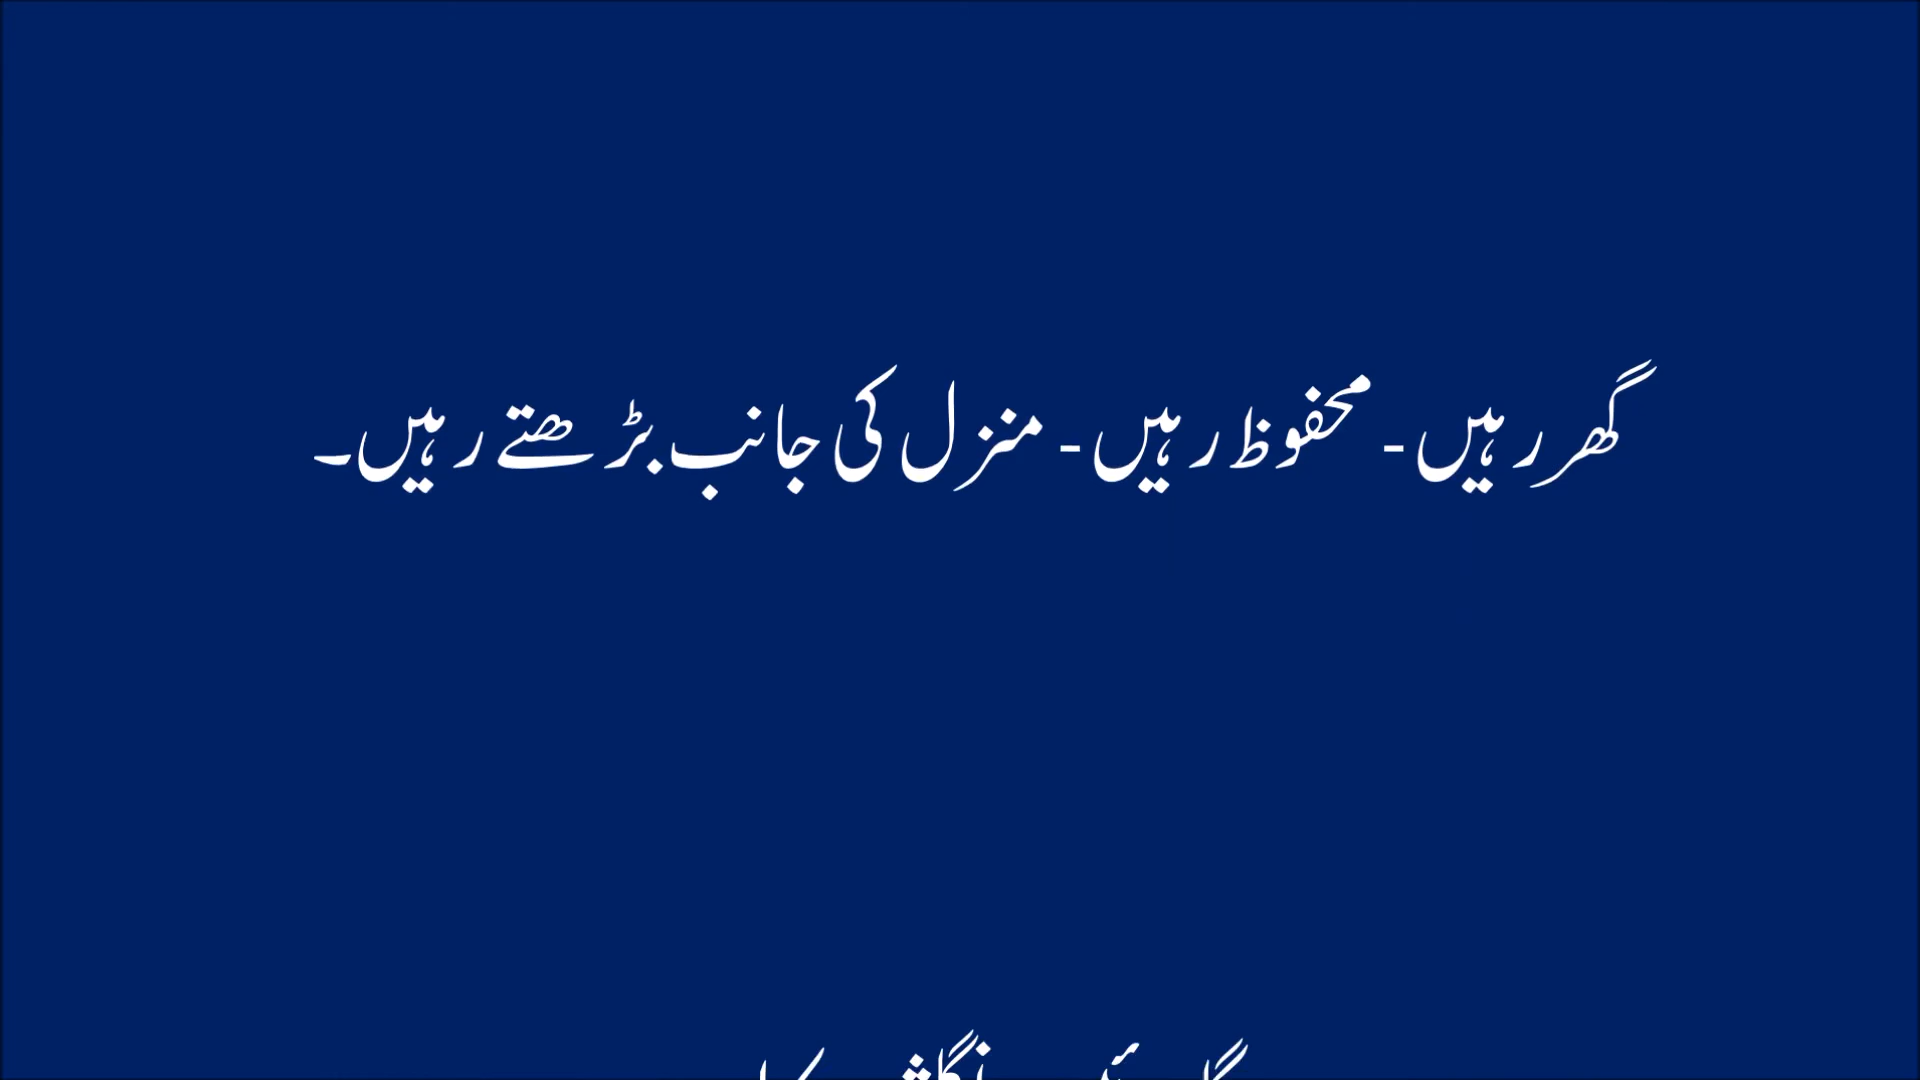 گھر رہیں - محفوظ رہیں - منزل کی جانب بڑھتے رہیں۔